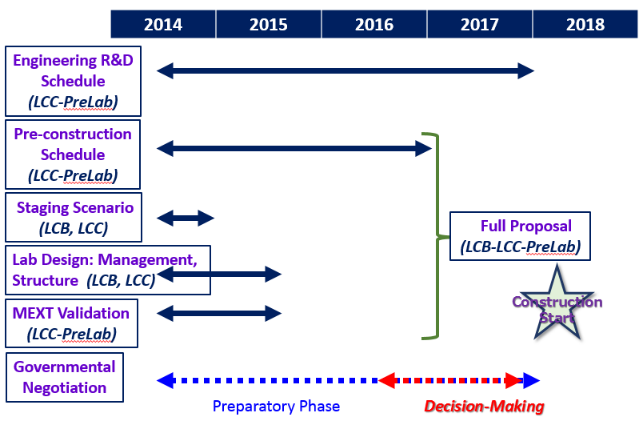 2014 2015 2016 2017 2018
Engineering R&D
Schedule
(LCC-PreLab)
Pre-construction
Schedule
(LCC-PreLab)
Staging Scenario
(LCB, LCC)
Full Proposal
(LCB-LCC-PreLab)
Lab Design: Management,
Structure (LCB, LCC)
Construction
Start
MEXT Validation
(LCC-PreLab)
Governmental
Negotiation
Preparatory Phase
Decision-Making